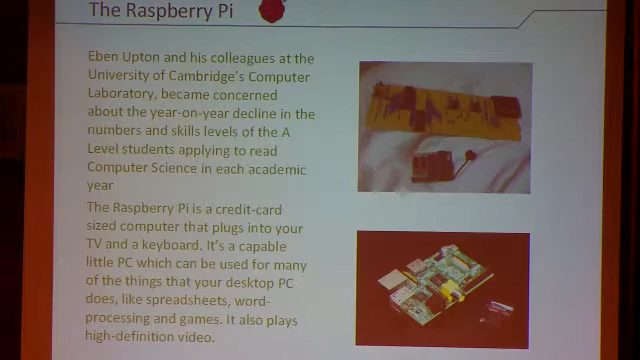 The Raspberry Pi
Eben Upton and his colleagues at the
University of Cambridge's Computer
Laboratory, became concerned
about the year-on-year decline in the
numbers and skills levels of the A
Level students applying to read
Computer Science in each academic
year
The Raspberry Pi is a credit-card
sized computer that plugs into your
TV and a keyboard. It's a capable
little PC which can be used for many
of the things that your desktop PC
does, like spreadsheets, word-
processing and games. It also plays
high-definition video.